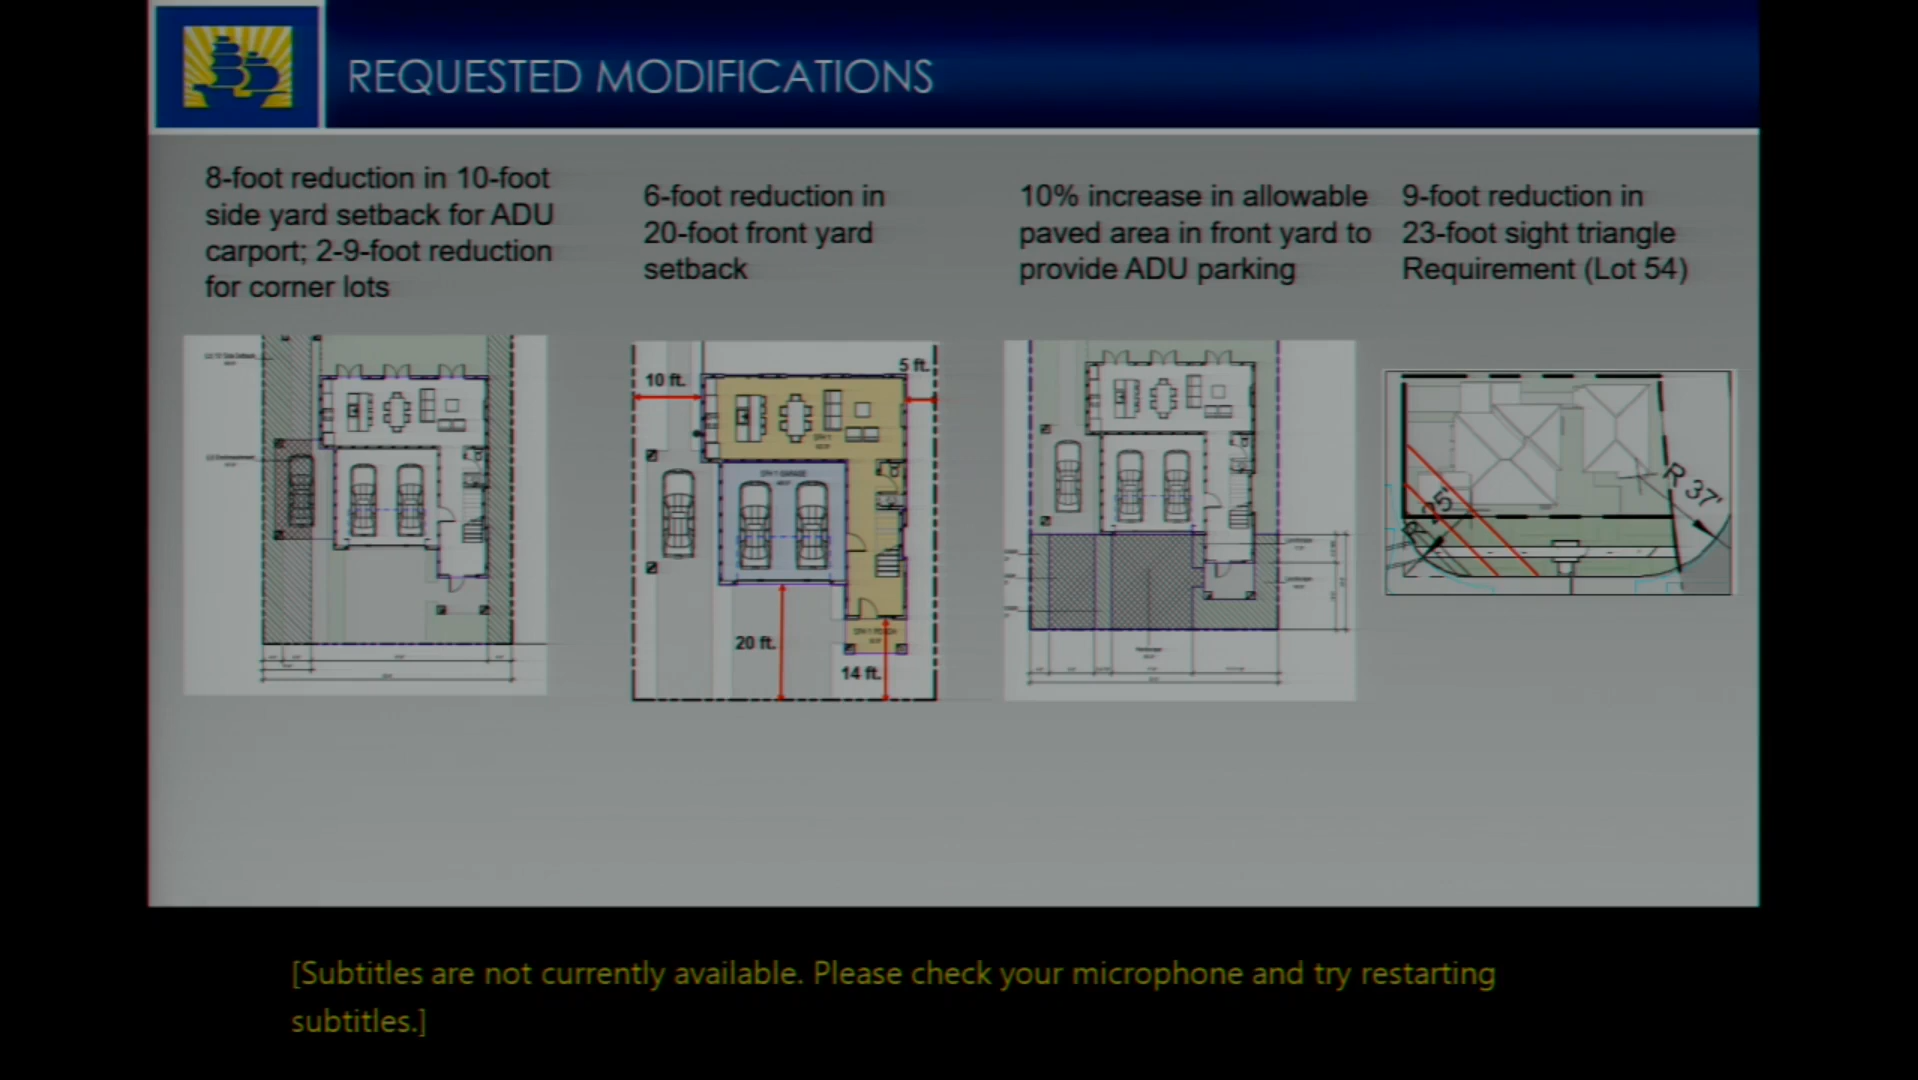 REQUESTED MODIFICATIONS
8-foot reduction in 10-foot
side yard setback for ADU
carport; 2-9-foot reduction
for corner lots
6-foot reduction in
20-foot front yard
setback
10% increase in allowable
paved area in front yard to
provide ADU parking
9-foot reduction in
23-foot sight triangle
Requirement (Lot 54)
10 ft.
5 ft.
20 ft.
14 ft.
R 37'
[Subtitles are not currently available. Please check your microphone and try restarting
subtitles.]